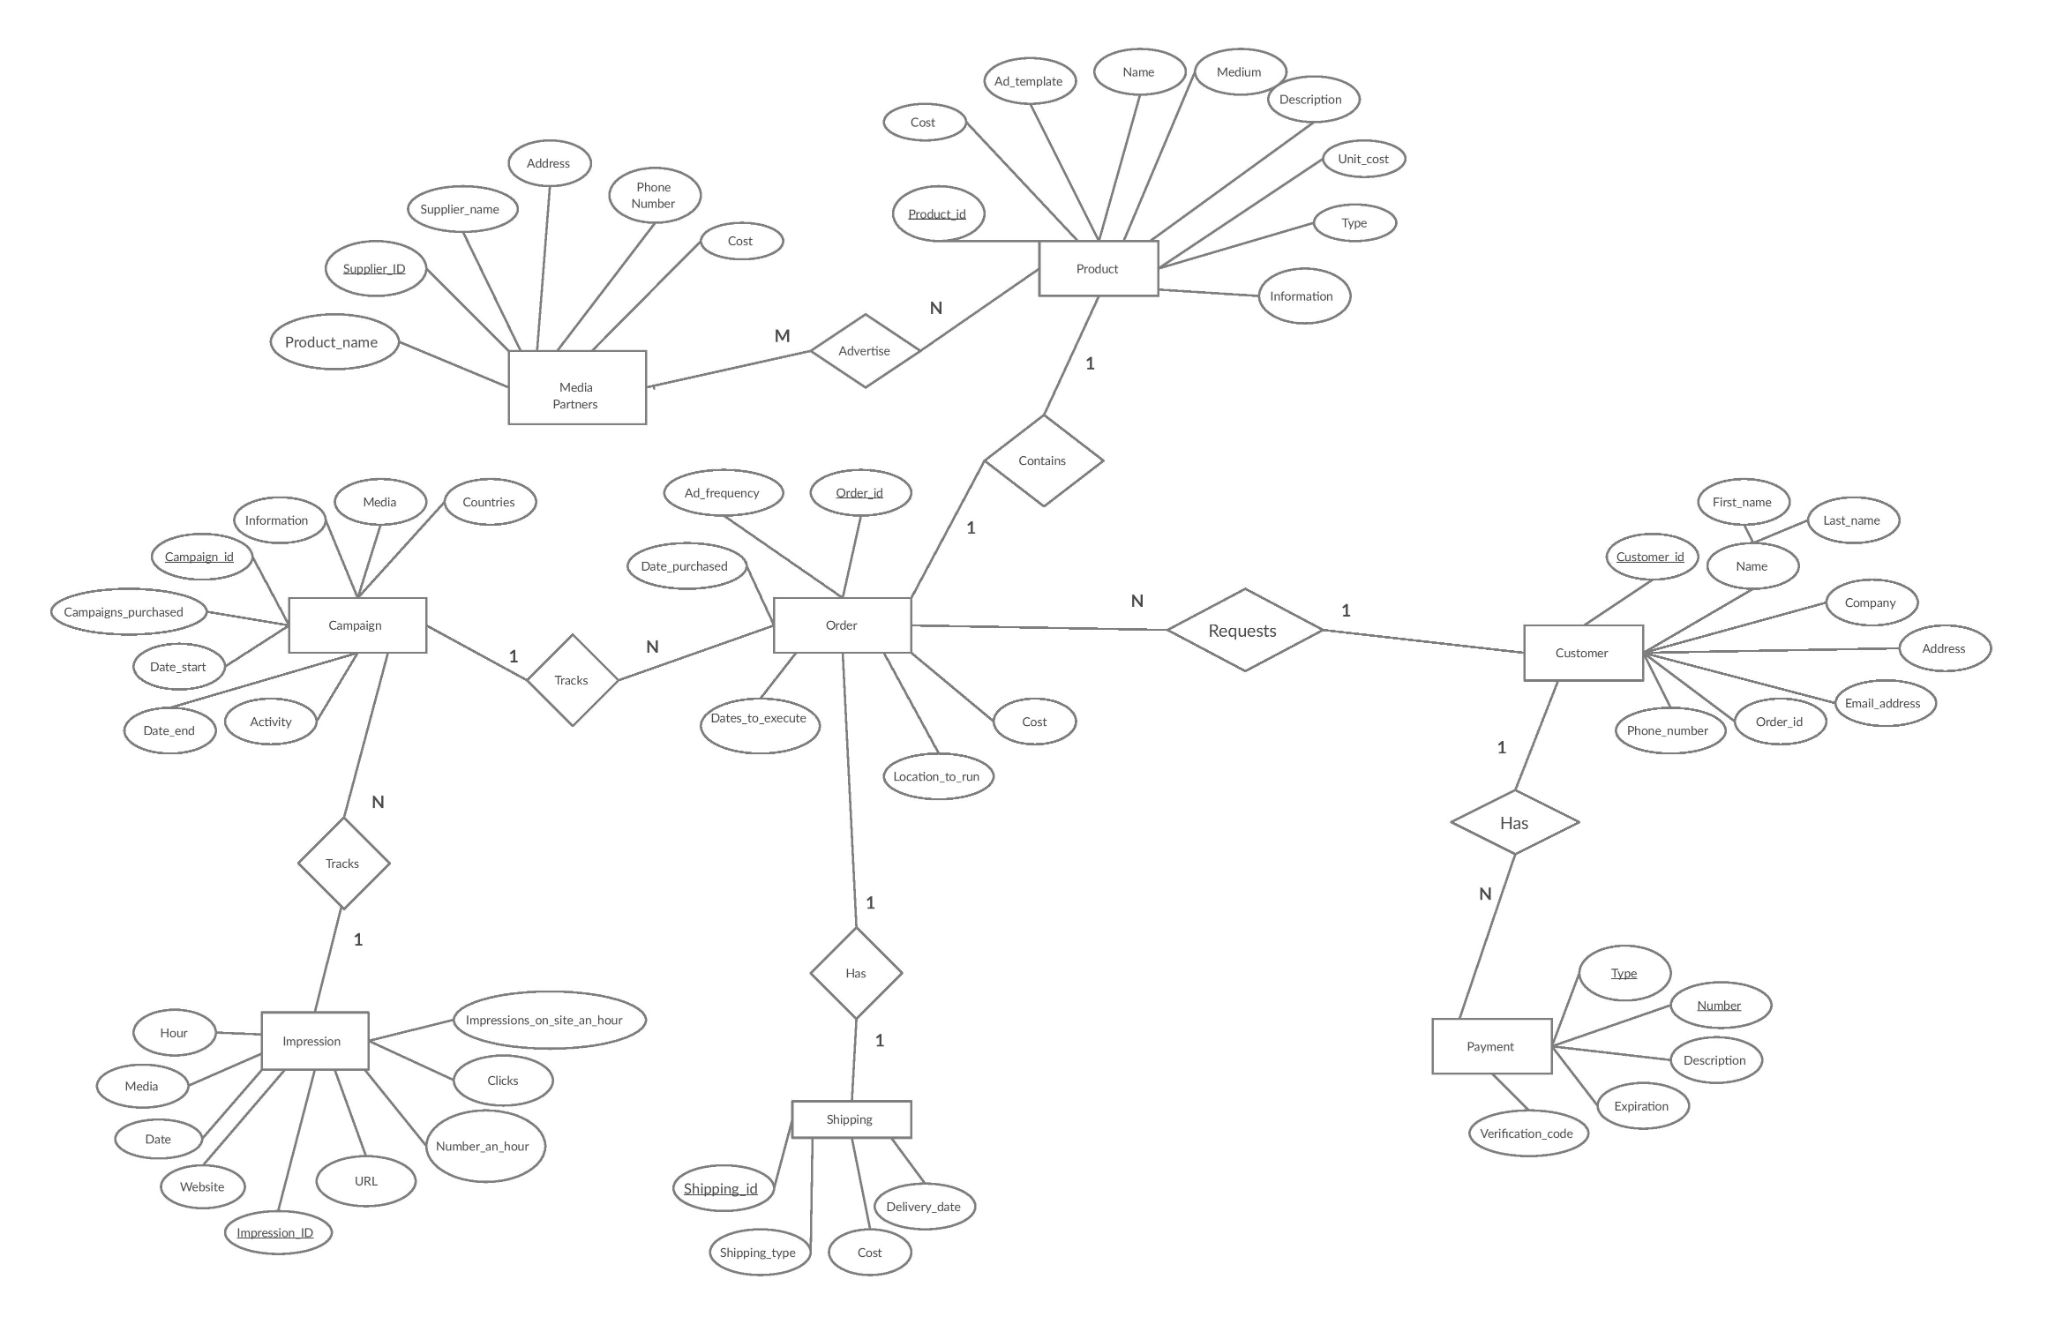 Name
Medium
Ad_template
Description
Cost
Unit_cost
Address
Phone
Number
Supplier_name
Product_id
Type
Cost
Supplier_ID
Product
Information
N
M
Product_name
Advertise
1
Media
Partners
Contains
Ad_frequency
Order_id
Media
Countries
First_name
Information
Last_name
1
Campaign_id
Date_purchased
Customer_id
Name
Campaigns_purchased
N
1
Company
Campaign
Order
Requests
1
N
Customer
Address
Date_start
Tracks
Email_address
Date_end
Activity
Dates_to_execute
Cost
Phone_number
Order_id
1
Location_to_run
N
Has
Tracks
N
1
1
Has
Type
Number
Hour
Impression
Impressions_on_site_an_hour
1
Payment
Description
Media
Clicks
Expiration
Shipping
Date
Number_an_hour
Verification_code
Website
URL
Shipping_id
Delivery_date
Impression_ID
Shipping_type
Cost